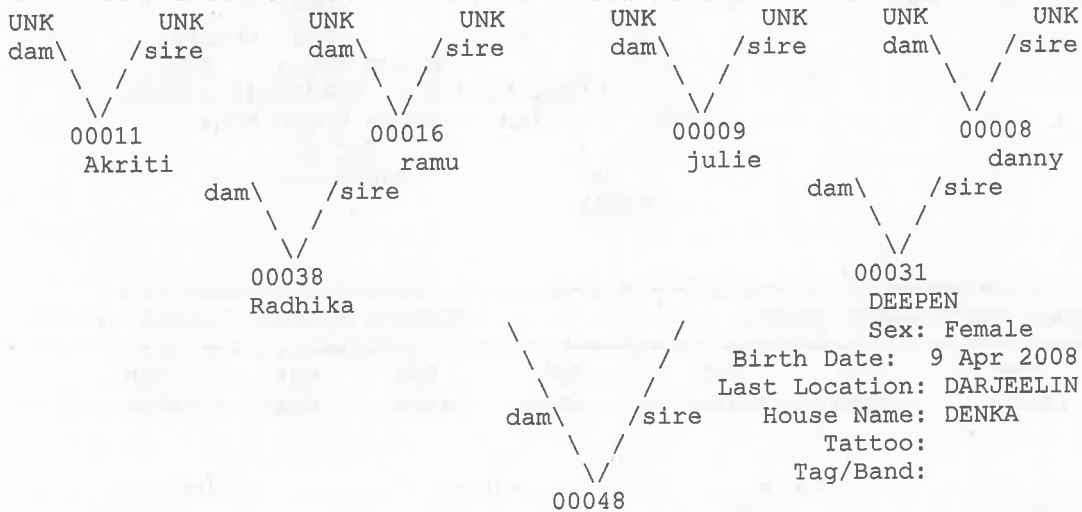 UNK UNK UNK UNK UNK UNK UNK UNK
dam\ /sire dam\ /sire dam\ /sire dam\ /sire
\ / \ / \ / \ /
\/ \/ \/ \/
00011 00016 00009 00008
Akriti ramu julie danny
dam\ /sire dam\ /sire
\ / \ /
\/ \/
00038 00031
Radhika DEEPEN
\ / Sex: Female
\ / Birth Date: 9 Apr 2008
\ / Last Location: DARJEELIN
dam\ /sire House Name: DENKA
\ / Tattoo:
\/ Tag/Band:
00048